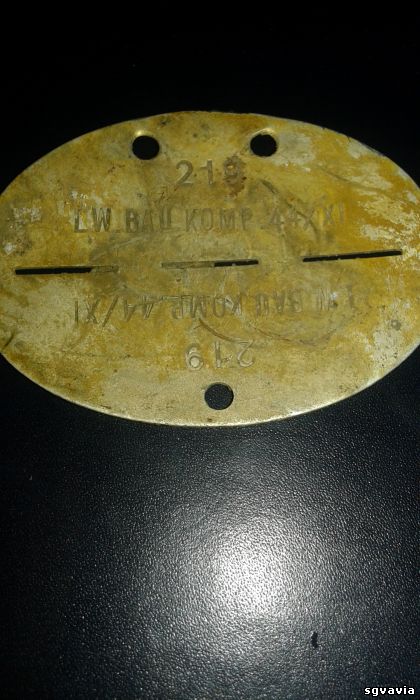 219
LW. BAU KOMP. 44/XI
LW. BAU KOMP. 44/XI
219
sgvavia